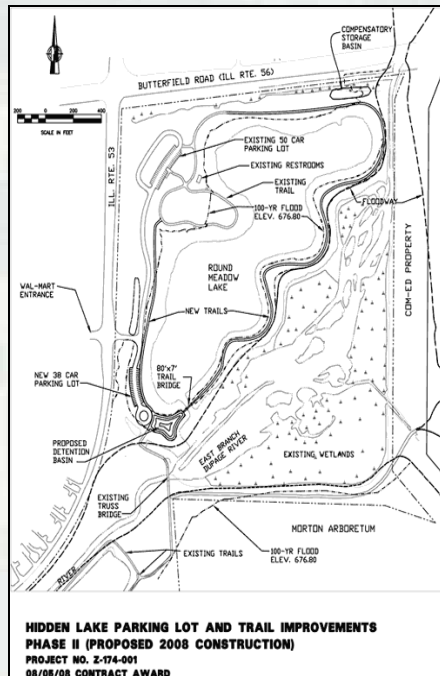 COMPENSATORY
STORAGE
BASIN
BUTTERFIELD ROAD (ILL RTE. 56)
200 0 200 400
SCALE IN FEET
EXISTING 50 CAR
PARKING LOT
EXISTING RESTROOMS
EXISTING
TRAIL
FLOODWAY
100-YR FLOOD
ELEV. 676.80
ILL. RTE. 53
COM-ED PROPERTY
ROUND
MEADOW
LAKE
WAL-MART
ENTRANCE
NEW TRAILS
80'x7'
TRAIL
BRIDGE
NEW 38 CAR
PARKING LOT
PROPOSED
DETENTION
BASIN
EAST BRANCH
DUPAGE RIVER
EXISTING WETLANDS
EXISTING
TRUSS
BRIDGE
MORTON ARBORETUM
RIVER
EXISTING TRAILS
100-YR FLOOD
ELEV. 676.80
HIDDEN LAKE PARKING LOT AND TRAIL IMPROVEMENTS
PHASE II (PROPOSED 2008 CONSTRUCTION)
PROJECT NO. Z-174-001
08/05/08 CONTRACT AWARD